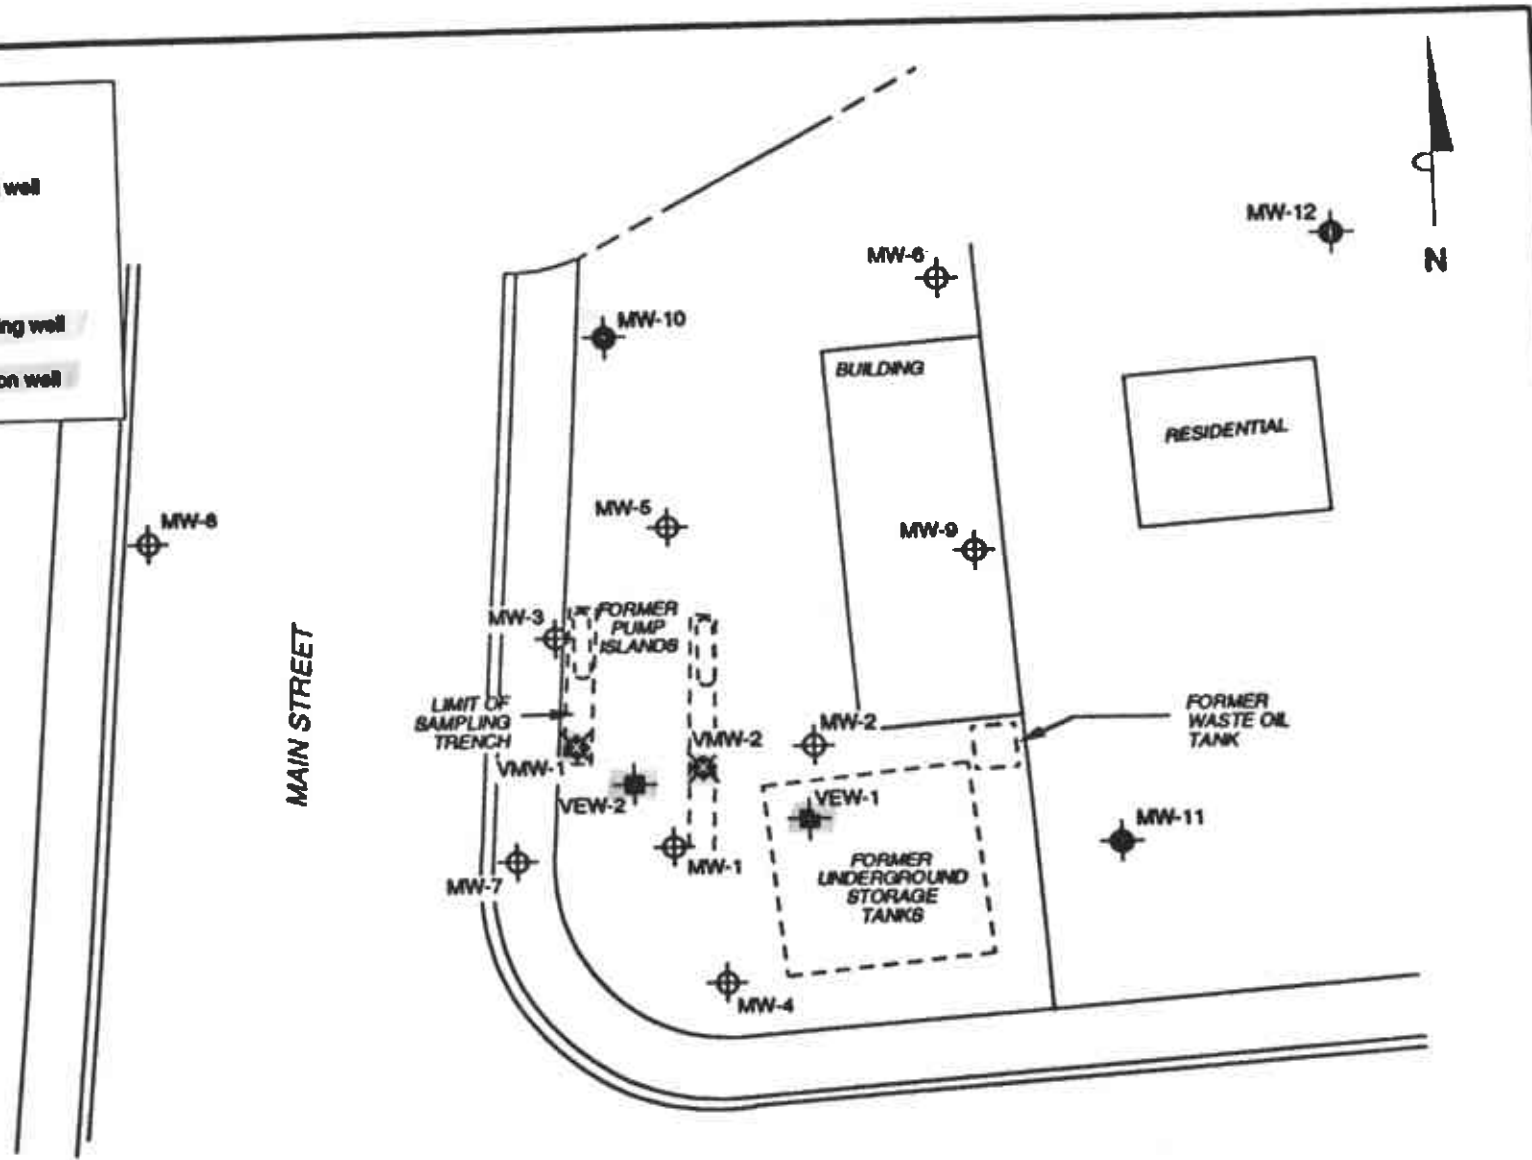 well
ing well
on well
MW-12
N
MW-6
MW-10
BUILDING
RESIDENTIAL
MW-8
MW-5
MW-9
MW-3
FORMER
PUMP
ISLANDS
MAIN STREET
LIMIT OF
SAMPLING
TRENCH
MW-2
FORMER
WASTE OIL
TANK
VMW-2
VMW-1
VEW-2
VEW-1
MW-11
MW-1
FORMER
UNDERGROUND
STORAGE
TANKS
MW-7
MW-4